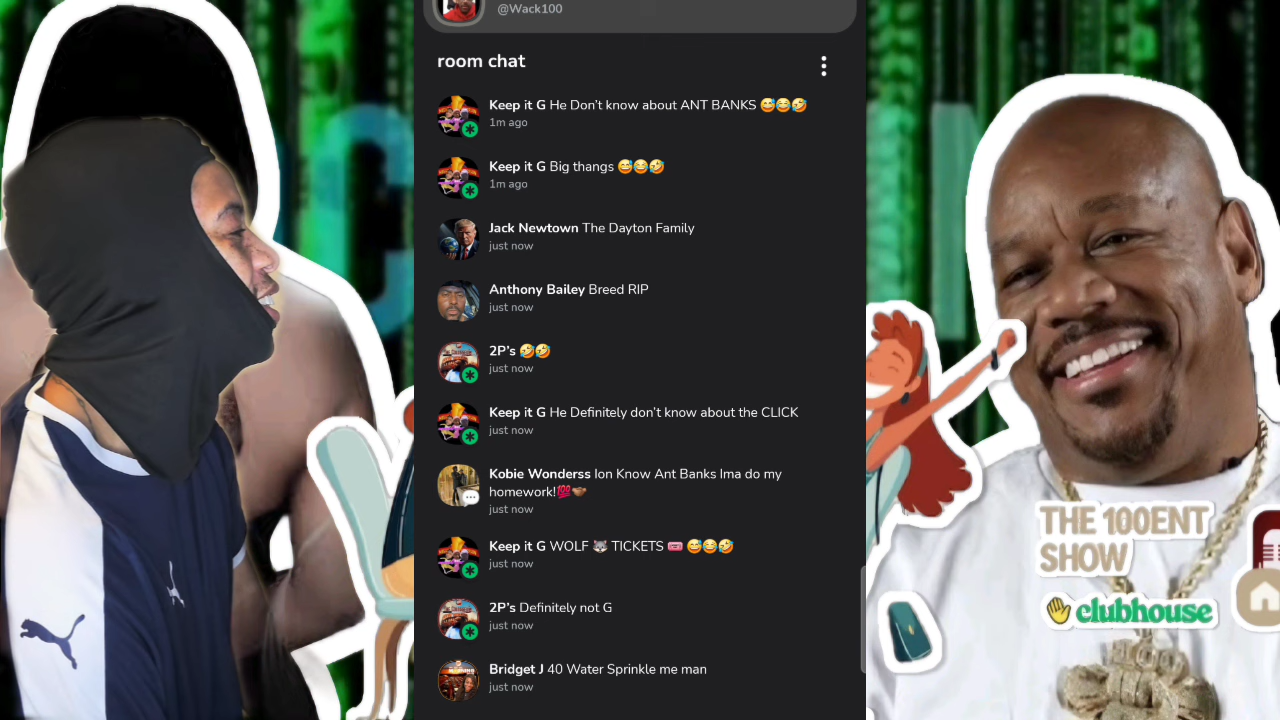 @Wack100
room chat
Keep it G He Don't know about ANT BANKS 😅😂🤣
1m ago
Keep it G Big thangs 😅😂🤣
1m ago
Jack Newtown The Dayton Family
just now
Anthony Bailey Breed RIP
just now
2P's 🤣🤣
just now
Keep it G He Definitely don't know about the CLICK
just now
Kobie Wonderss Ion Know Ant Banks Ima do my
homework!💯🤝🏾
just now
Keep it G WOLF 🐺 TICKETS 🎟️ 😅😂🤣
just now
2P's Definitely not G
just now
Bridget J 40 Water Sprinkle me man
just now
THE 100ENT
SHOW
clubhouse